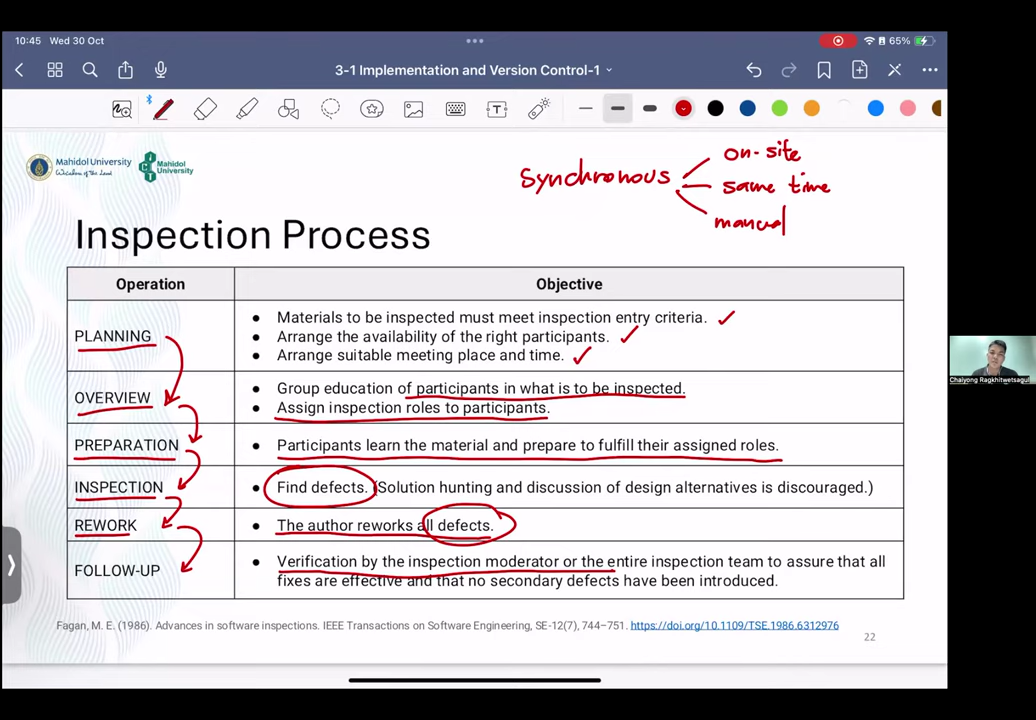 10:45 Wed 30 Oct
65%
3-1 Implementation and Version Control-1
Mahidol University
Wisdom of the Land
Mahidol
University
ICT
Synchronous
on-site
same time
manual
Inspection Process
Operation
Objective
PLANNING
Materials to be inspected must meet inspection entry criteria.
Arrange the availability of the right participants.
Arrange suitable meeting place and time.
OVERVIEW
Group education of participants in what is to be inspected.
Assign inspection roles to participants.
PREPARATION
Participants learn the material and prepare to fulfill their assigned roles.
INSPECTION
Find defects. (Solution hunting and discussion of design alternatives is discouraged.)
REWORK
The author reworks all defects.
FOLLOW-UP
Verification by the inspection moderator or the entire inspection team to assure that all
fixes are effective and that no secondary defects have been introduced.
Fagan, M. E. (1986). Advances in software inspections. IEEE Transactions on Software Engineering, SE-12(7), 744–751. https://doi.org/10.1109/TSE.1986.6312976
22
Chaiyong Ragkhitwetsagul